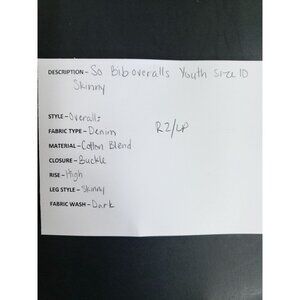 DESCRIPTION - So Bib overalls Youth Size 10
Skinny
STYLE - Overalls
FABRIC TYPE - Denim
R2/LP
MATERIAL - Cotton Blend
CLOSURE - Buckle
RISE - High
LEG STYLE - Skinny
FABRIC WASH - Dark